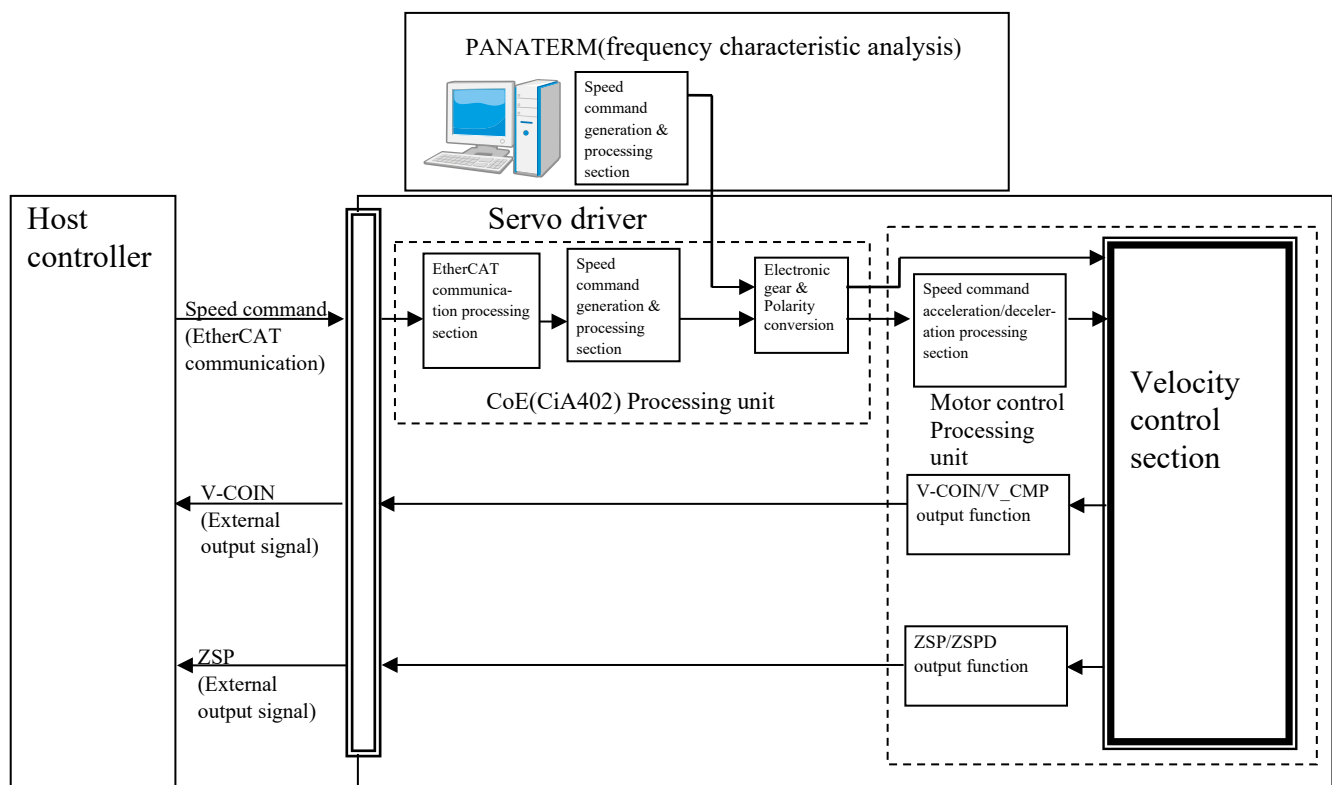 PANATERM(frequency characteristic analysis)
Speed
command
generation &
processing
section
Host
controller
Servo driver
Speed command
(EtherCAT
communication)
EtherCAT
communica-
tion processing
section
Speed
command
generation &
processing
section
Electronic
gear &
Polarity
conversion
Speed command
acceleration/deceler-
ation processing
section
CoE(CiA402) Processing unit
Motor control
Processing
unit
Velocity
control
section
V-COIN
(External
output signal)
V-COIN/V_CMP
output function
ZSP
(External
output signal)
ZSP/ZSPD
output function